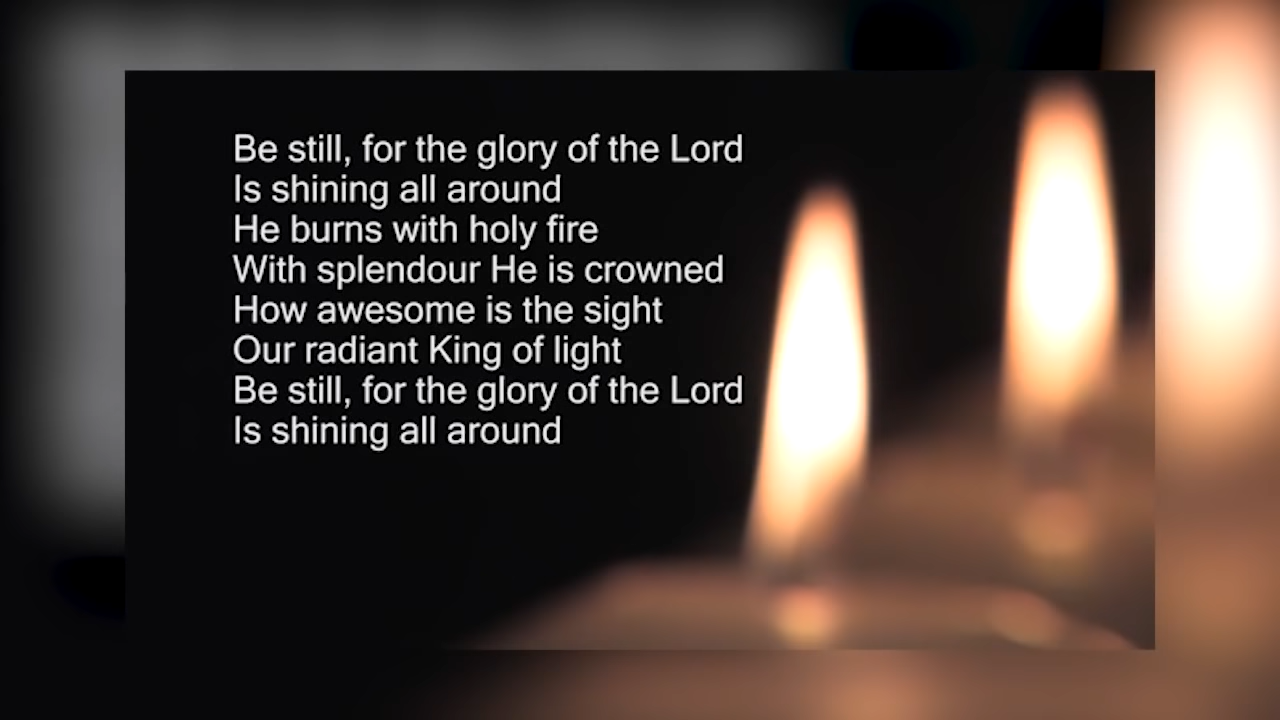 Be still, for the glory of the Lord
Is shining all around
He burns with holy fire
With splendour He is crowned
How awesome is the sight
Our radiant King of light
Be still, for the glory of the Lord
Is shining all around